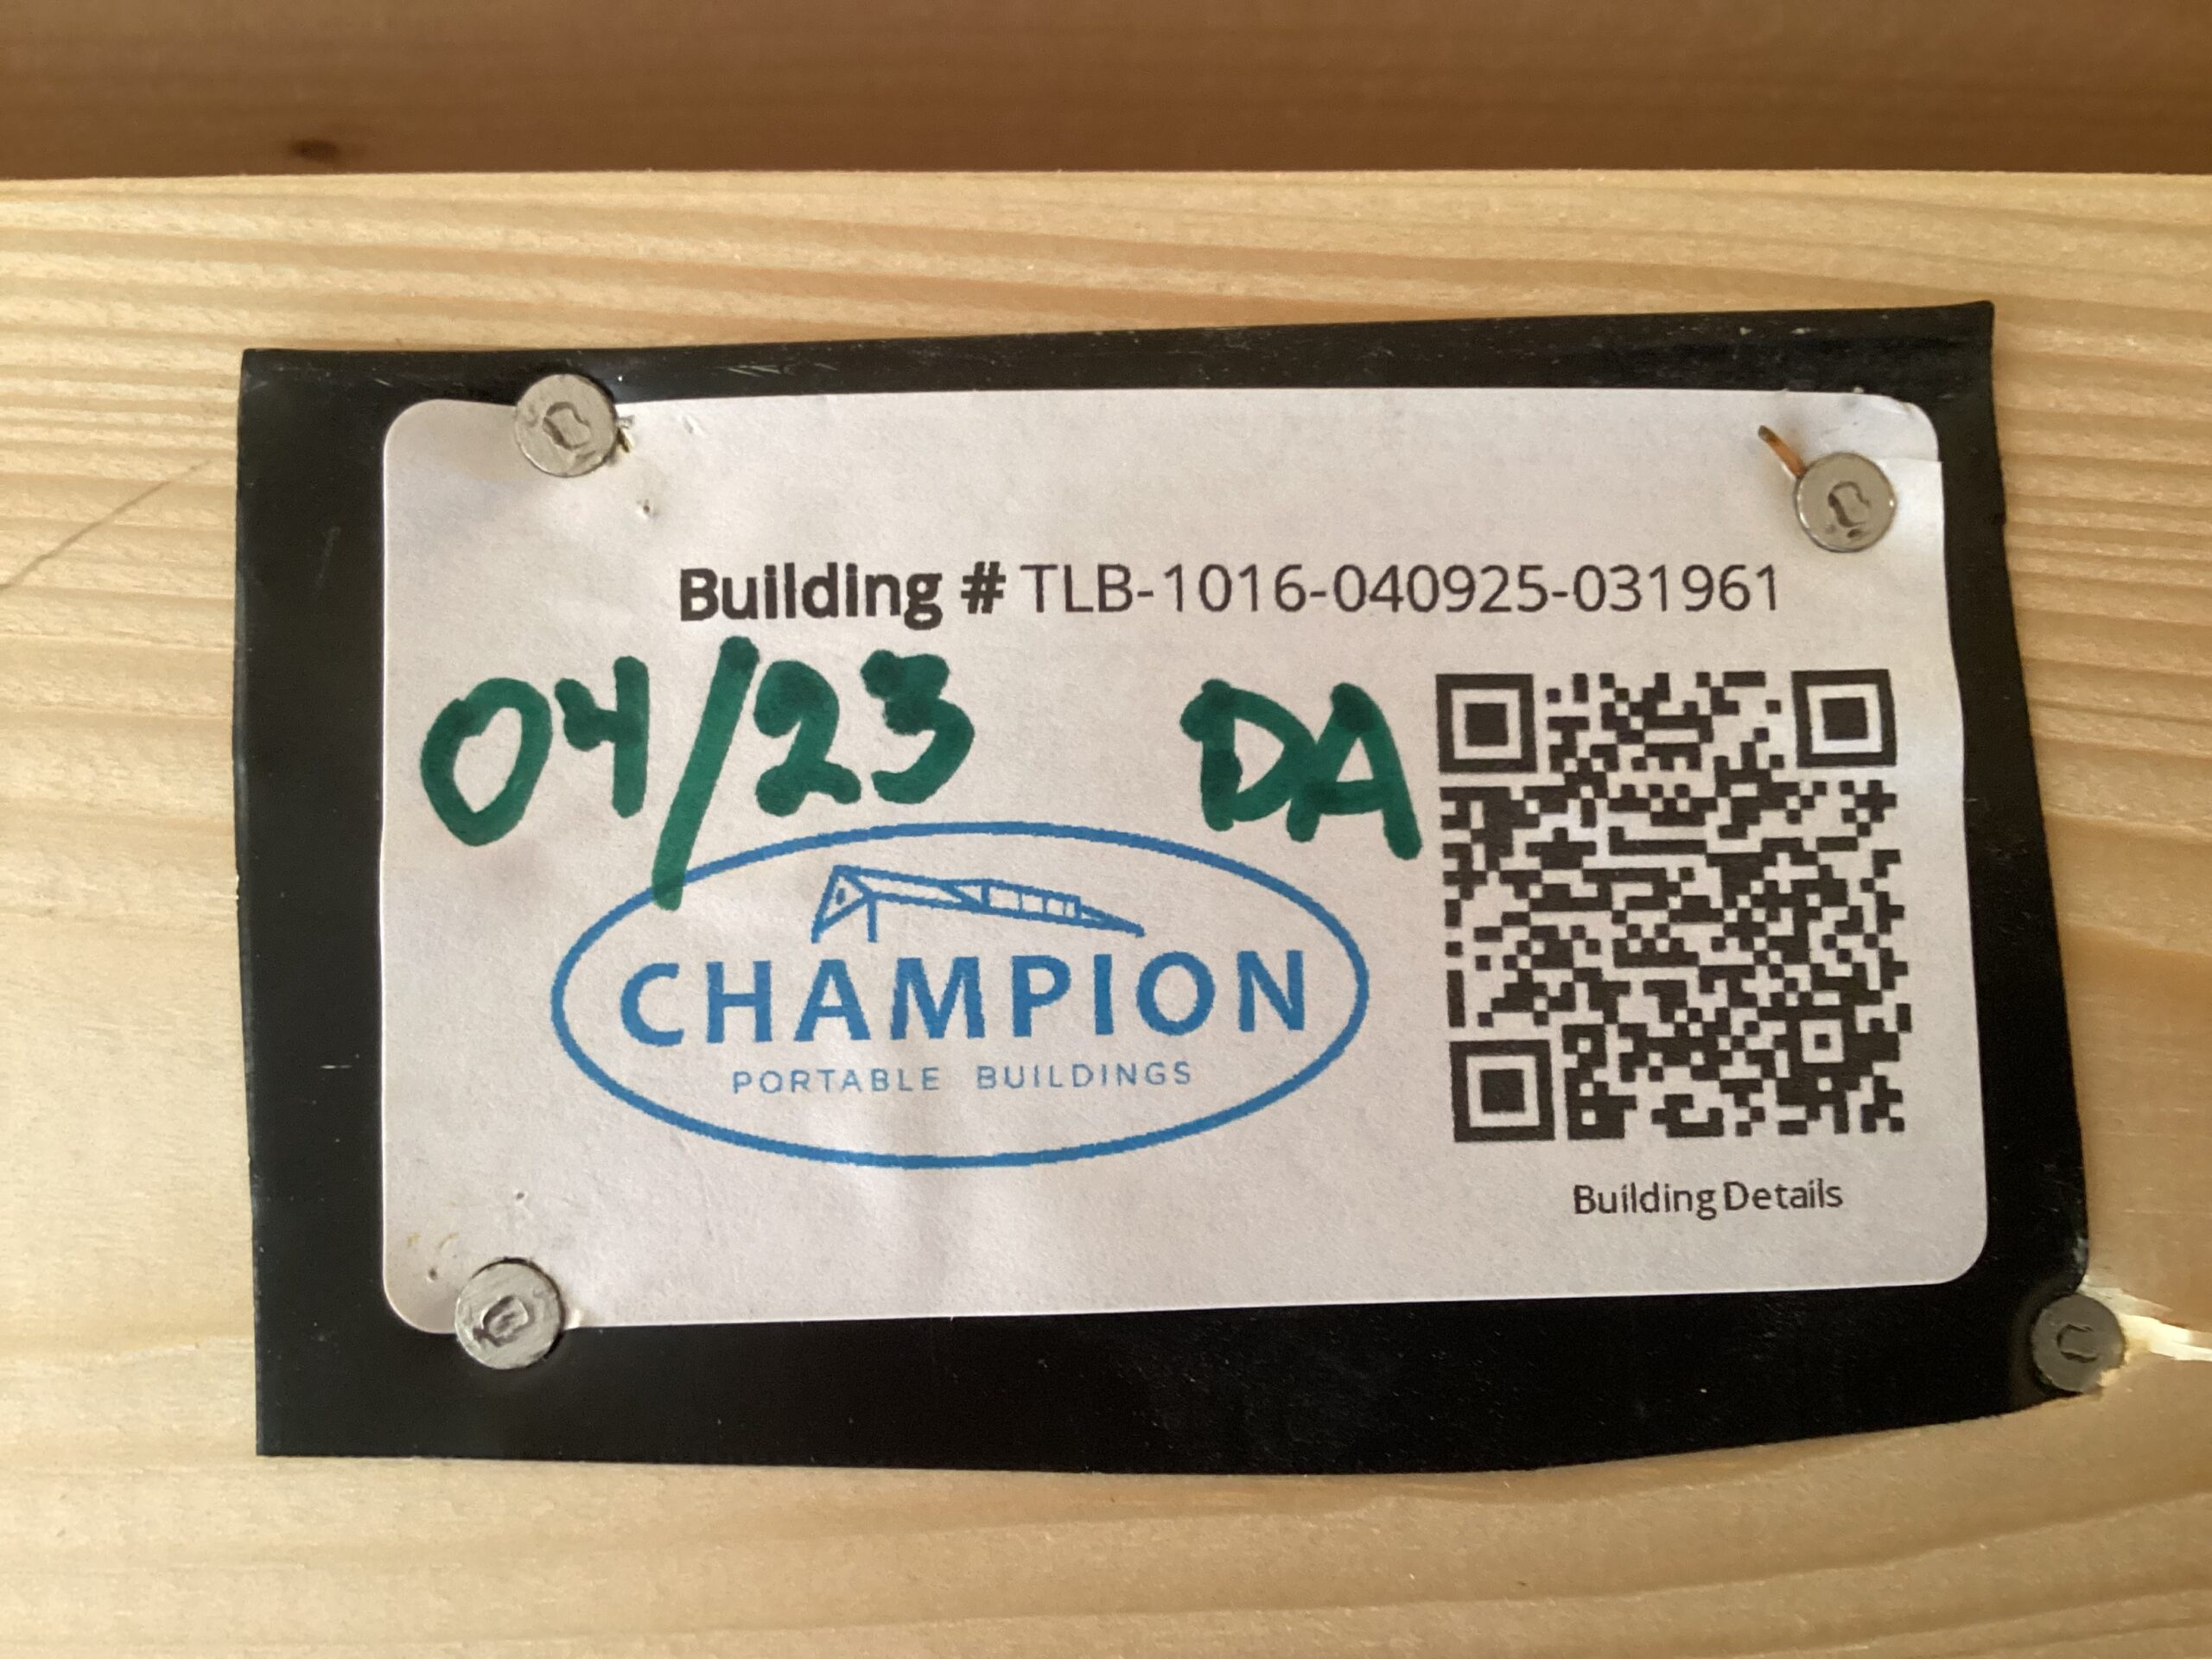 Building # TLB-1016-040925-031961
04/23 DA
CHAMPION
PORTABLE BUILDINGS
Building Details